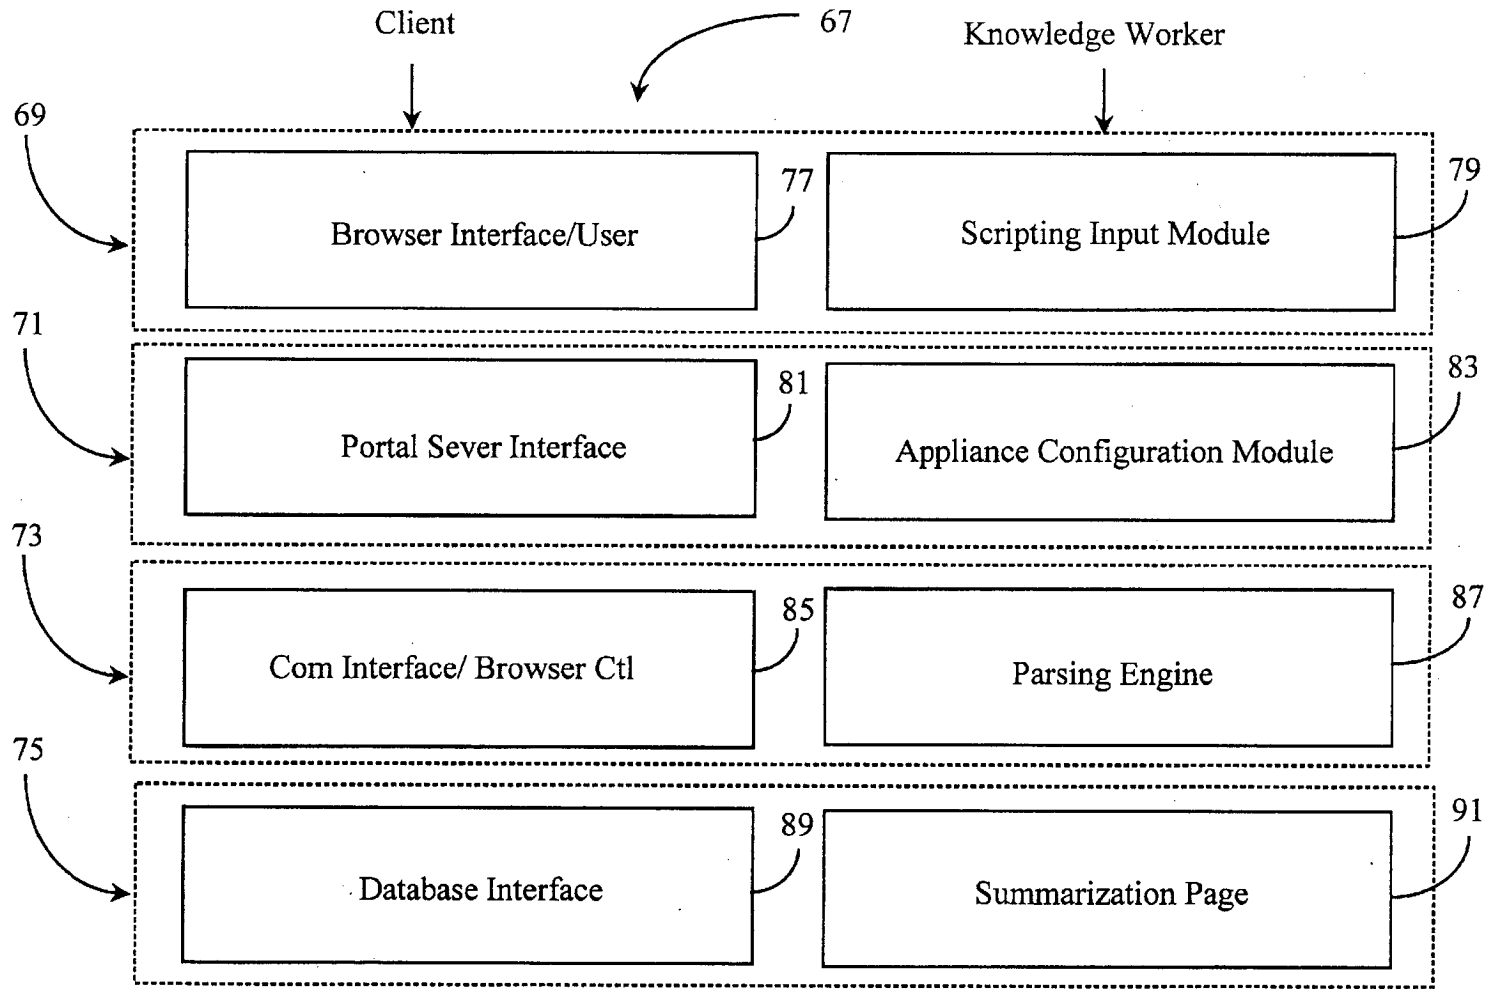 Client
67
Knowledge Worker
69
Browser Interface/User
77
Scripting Input Module
79
71
Portal Sever Interface
81
Appliance Configuration Module
83
73
Com Interface/ Browser Ctl
85
Parsing Engine
87
75
Database Interface
89
Summarization Page
91